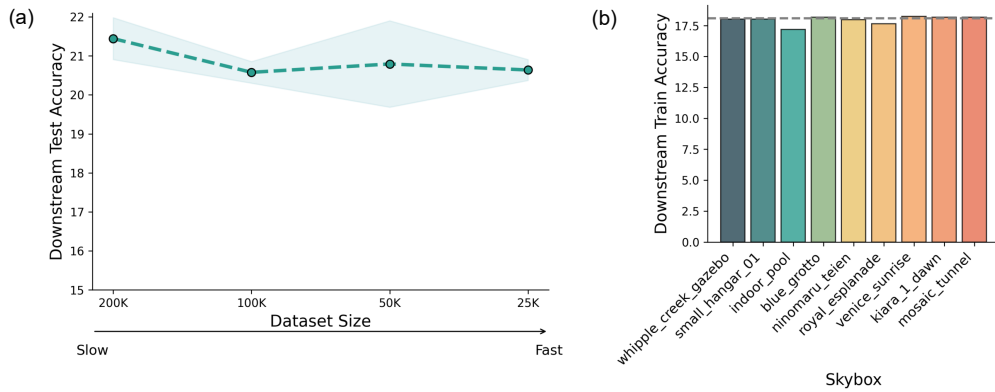 (a)
Downstream Test Accuracy
22
21
20
19
18
17
16
15
200K
100K
50K
25K
Dataset Size
Slow
Fast
(b)
Downstream Train Accuracy
17.5
15.0
12.5
10.0
7.5
5.0
2.5
0.0
whipple_creek_gazebo
small_hangar_01
indoor_pool
blue_grotto
ninomaru_teien
royal_esplanade
venice_sunrise
kiara_1_dawn
mosaic_tunnel
Skybox